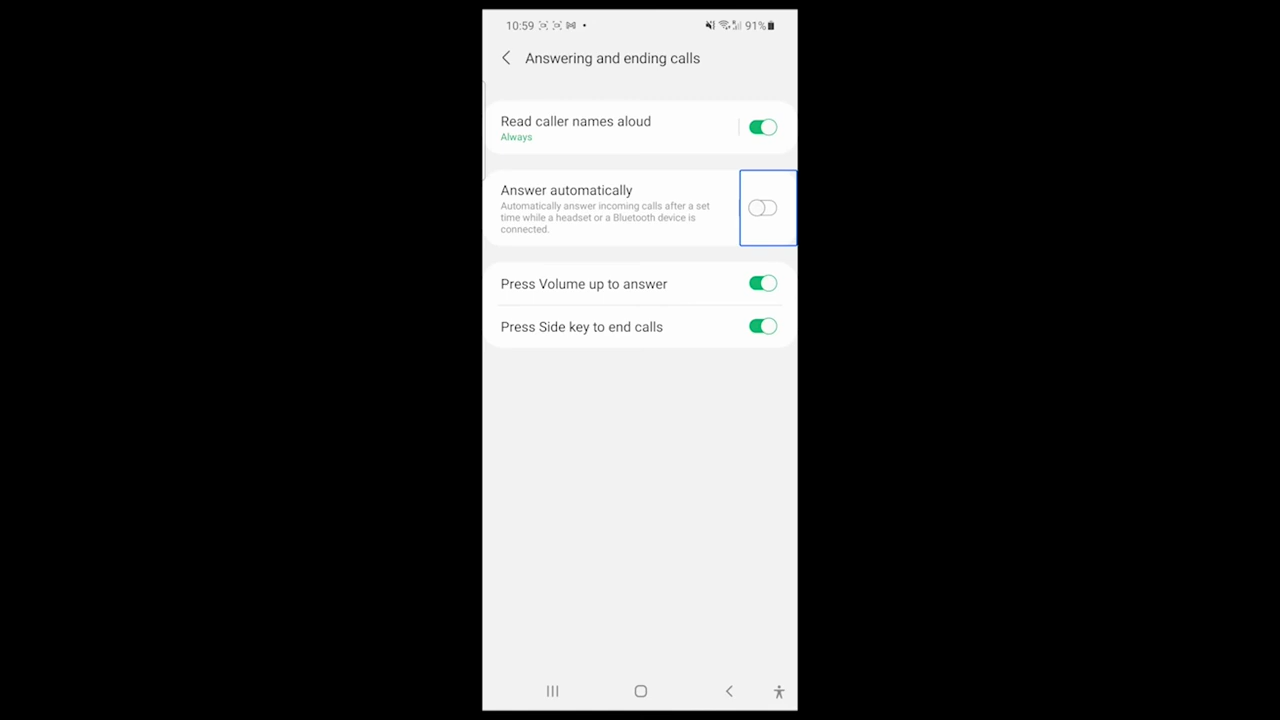 10:59 91%
Answering and ending calls
Read caller names aloud
Always
Answer automatically
Automatically answer incoming calls after a set
time while a headset or a Bluetooth device is
connected.
Press Volume up to answer
Press Side key to end calls